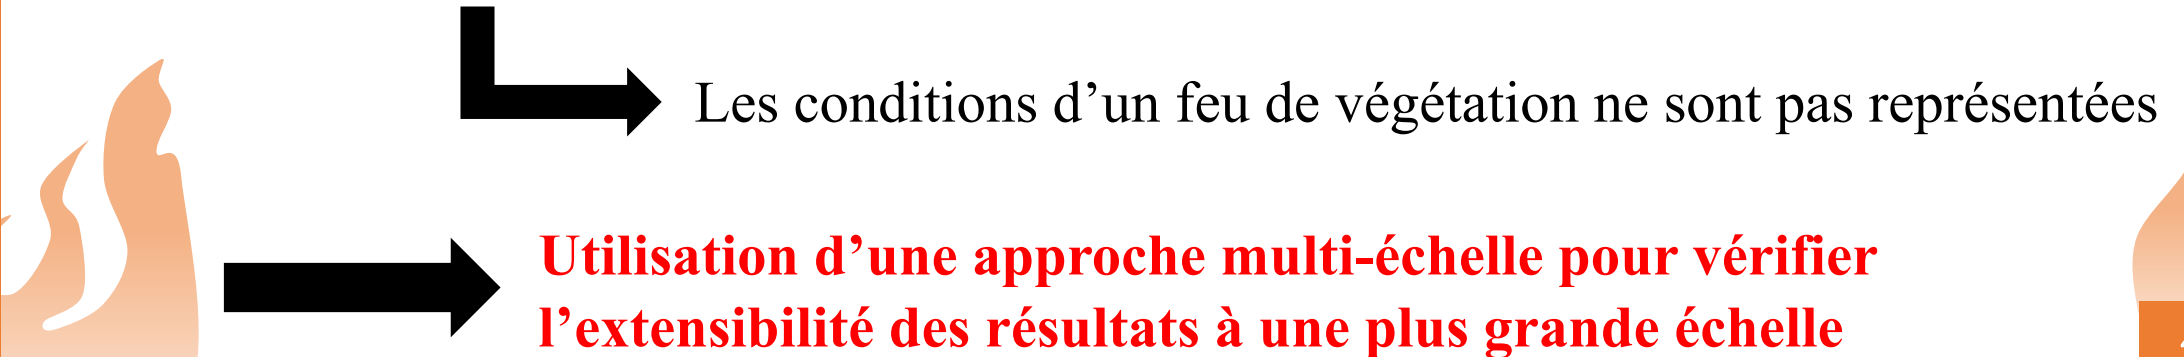 Les conditions d’un feu de végétation ne sont pas représentées
Utilisation d’une approche multi-échelle pour vérifier
l’extensibilité des résultats à une plus grande échelle